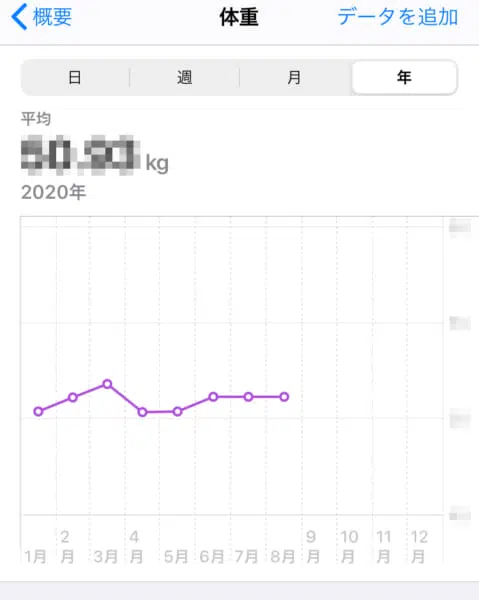 概要 体重 データを追加
日 週 月 年
平均
kg
2020年
1月 2月 3月 4月 5月 6月 7月 8月 9月 10月 11月 12月